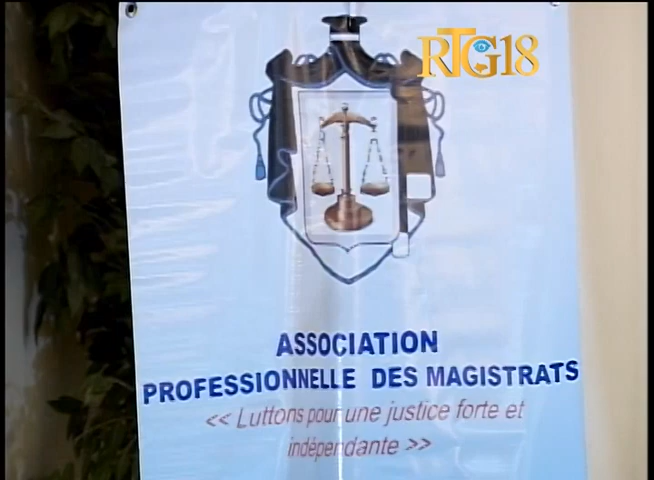 RTG18
ASSOCIATION
PROFESSIONNELLE DES MAGISTRATS
<< Luttons pour une justice forte et
indépendante >>